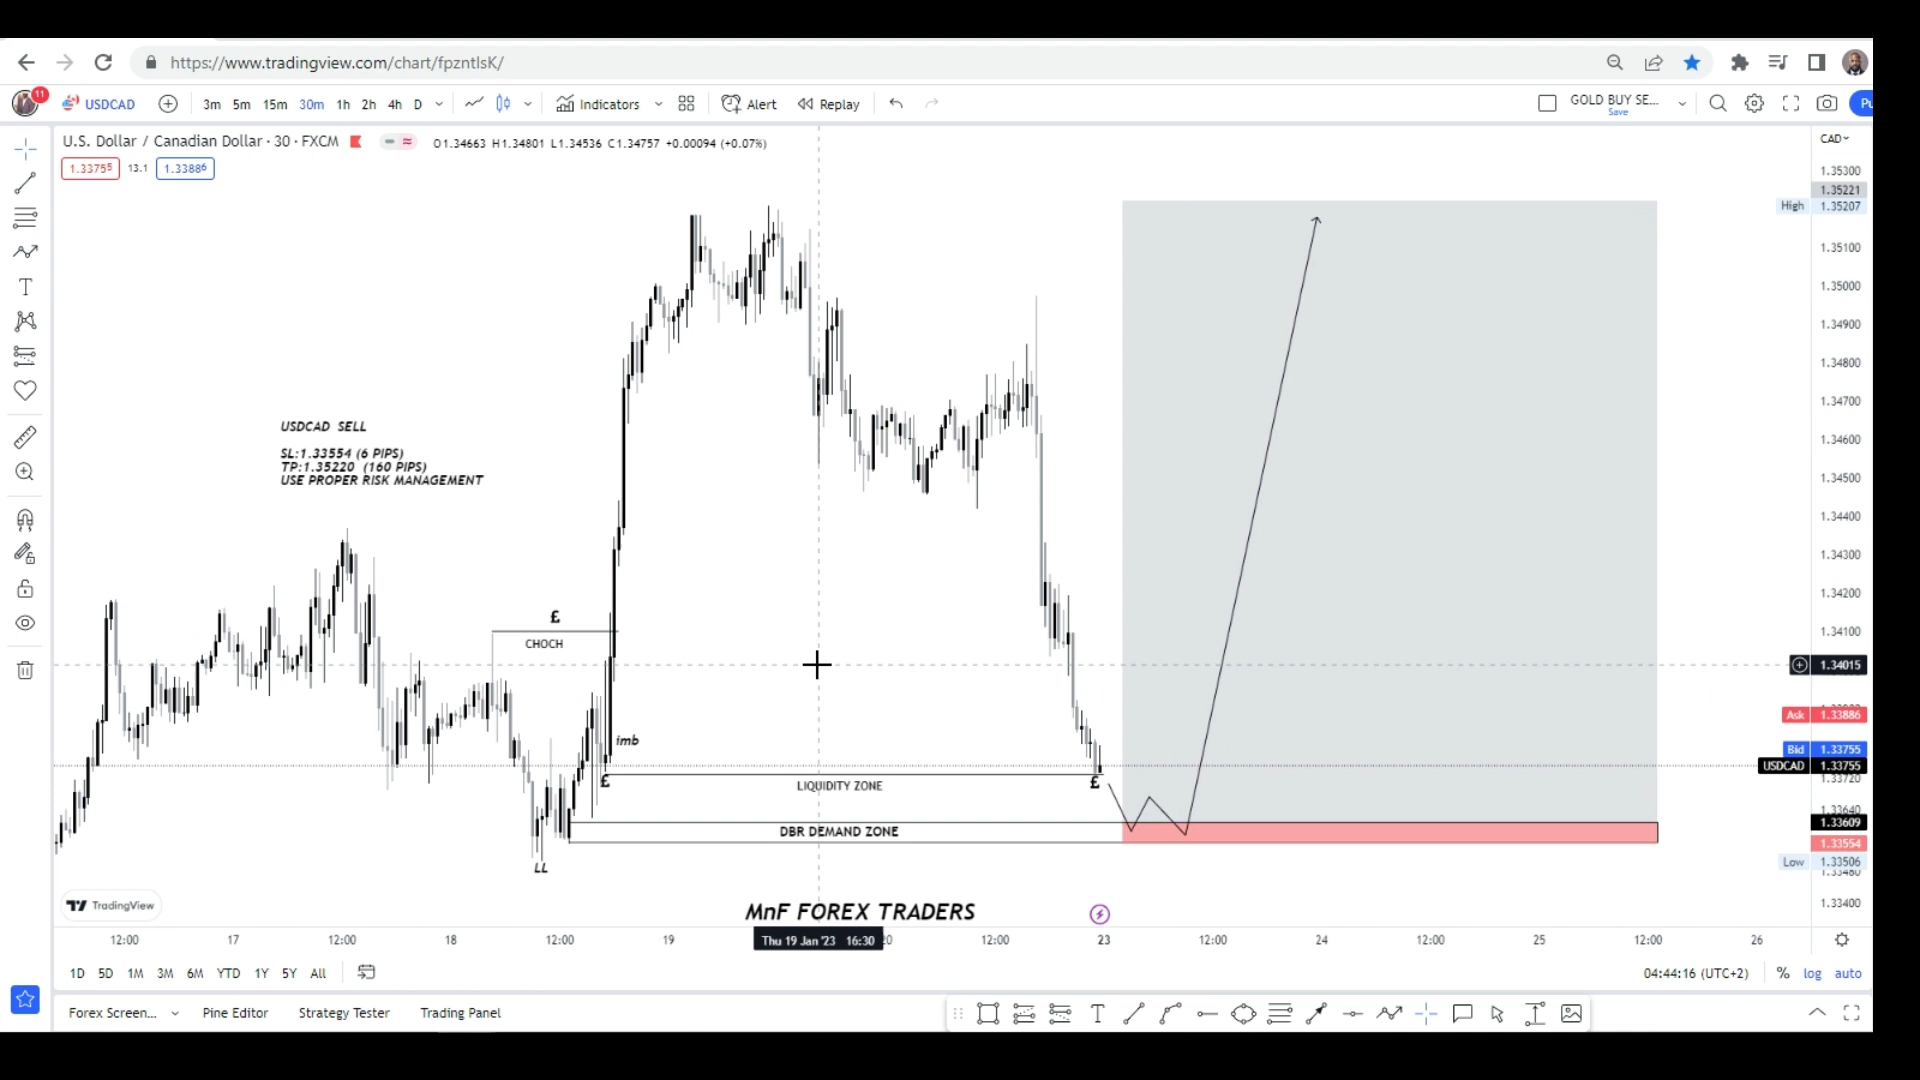 https://www.tradingview.com/chart/fpzntlsK/
11
USDCAD
3m 5m 15m 30m 1h 2h 4h D
Indicators
Alert
Replay
GOLD BUY SE...
Save
U.S. Dollar / Canadian Dollar · 30 · FXCM
O1.34663 H1.34801 L1.34536 C1.34757 +0.00094 (+0.07%)
1.33755 13.1 1.33886
CAD
1.35300
1.35221
High 1.35207
1.35100
1.35000
1.34900
1.34800
1.34700
1.34600
1.34500
1.34400
1.34300
1.34200
1.34100
1.34015
Ask 1.33886
Bid 1.33755
USDCAD 1.33755
1.33720
1.33640
1.33609
1.33554
Low 1.33506
1.33480
1.33400
USDCAD SELL
SL:1.33554 (6 PIPS)
TP:1.35220 (160 PIPS)
USE PROPER RISK MANAGEMENT
£
CHOCH
imb
£
£
LIQUIDITY ZONE
DBR DEMAND ZONE
LL
TradingView
MnF FOREX TRADERS
12:00 17 12:00 18 12:00 19 Thu 19 Jan '23 16:30 20 12:00 23 12:00 24 12:00 25 12:00 26
1D 5D 1M 3M 6M YTD 1Y 5Y All
04:44:16 (UTC+2) % log auto
Forex Screen... Pine Editor Strategy Tester Trading Panel